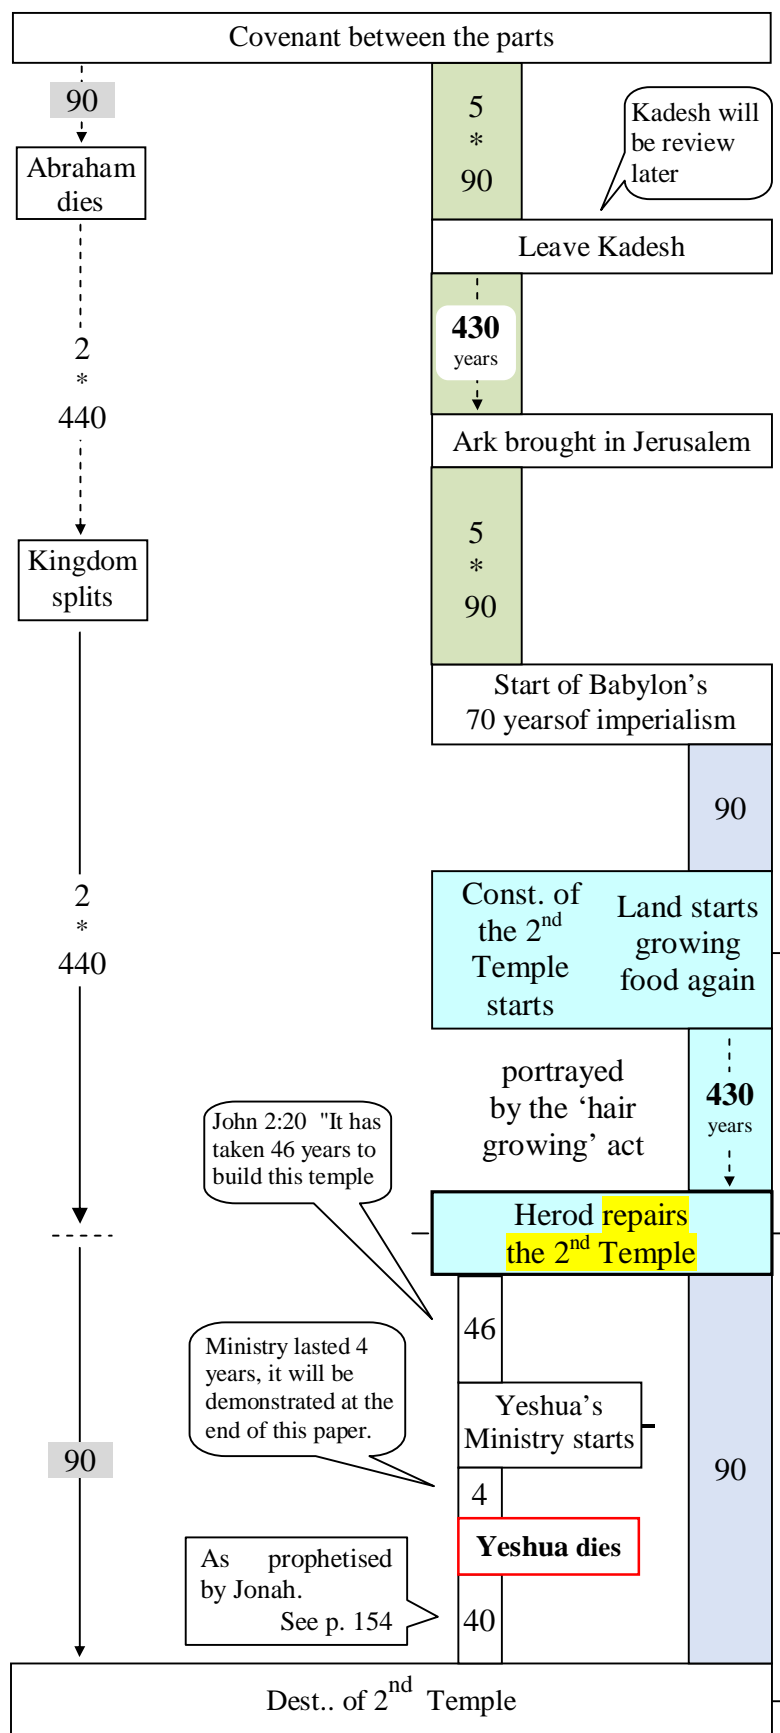 Covenant between the parts
90
5
*
90
Kadesh will
be review
later
Abraham
dies
Leave Kadesh
2
*
440
430
years
Ark brought in Jerusalem
5
*
90
Kingdom
splits
Start of Babylon’s
70 yearsof imperialism
90
2
*
440
Const. of
the 2nd
Temple
starts
Land starts
growing
food again
portrayed
by the ‘hair
growing’ act
430
years
John 2:20 "It has
taken 46 years to
build this temple
Herod repairs
the 2nd Temple
46
Ministry lasted 4
years, it will be
demonstrated at the
end of this paper.
Yeshua’s
Ministry starts
90
90
4
Yeshua dies
As prophetised
by Jonah.
See p. 154
40
Dest.. of 2nd Temple